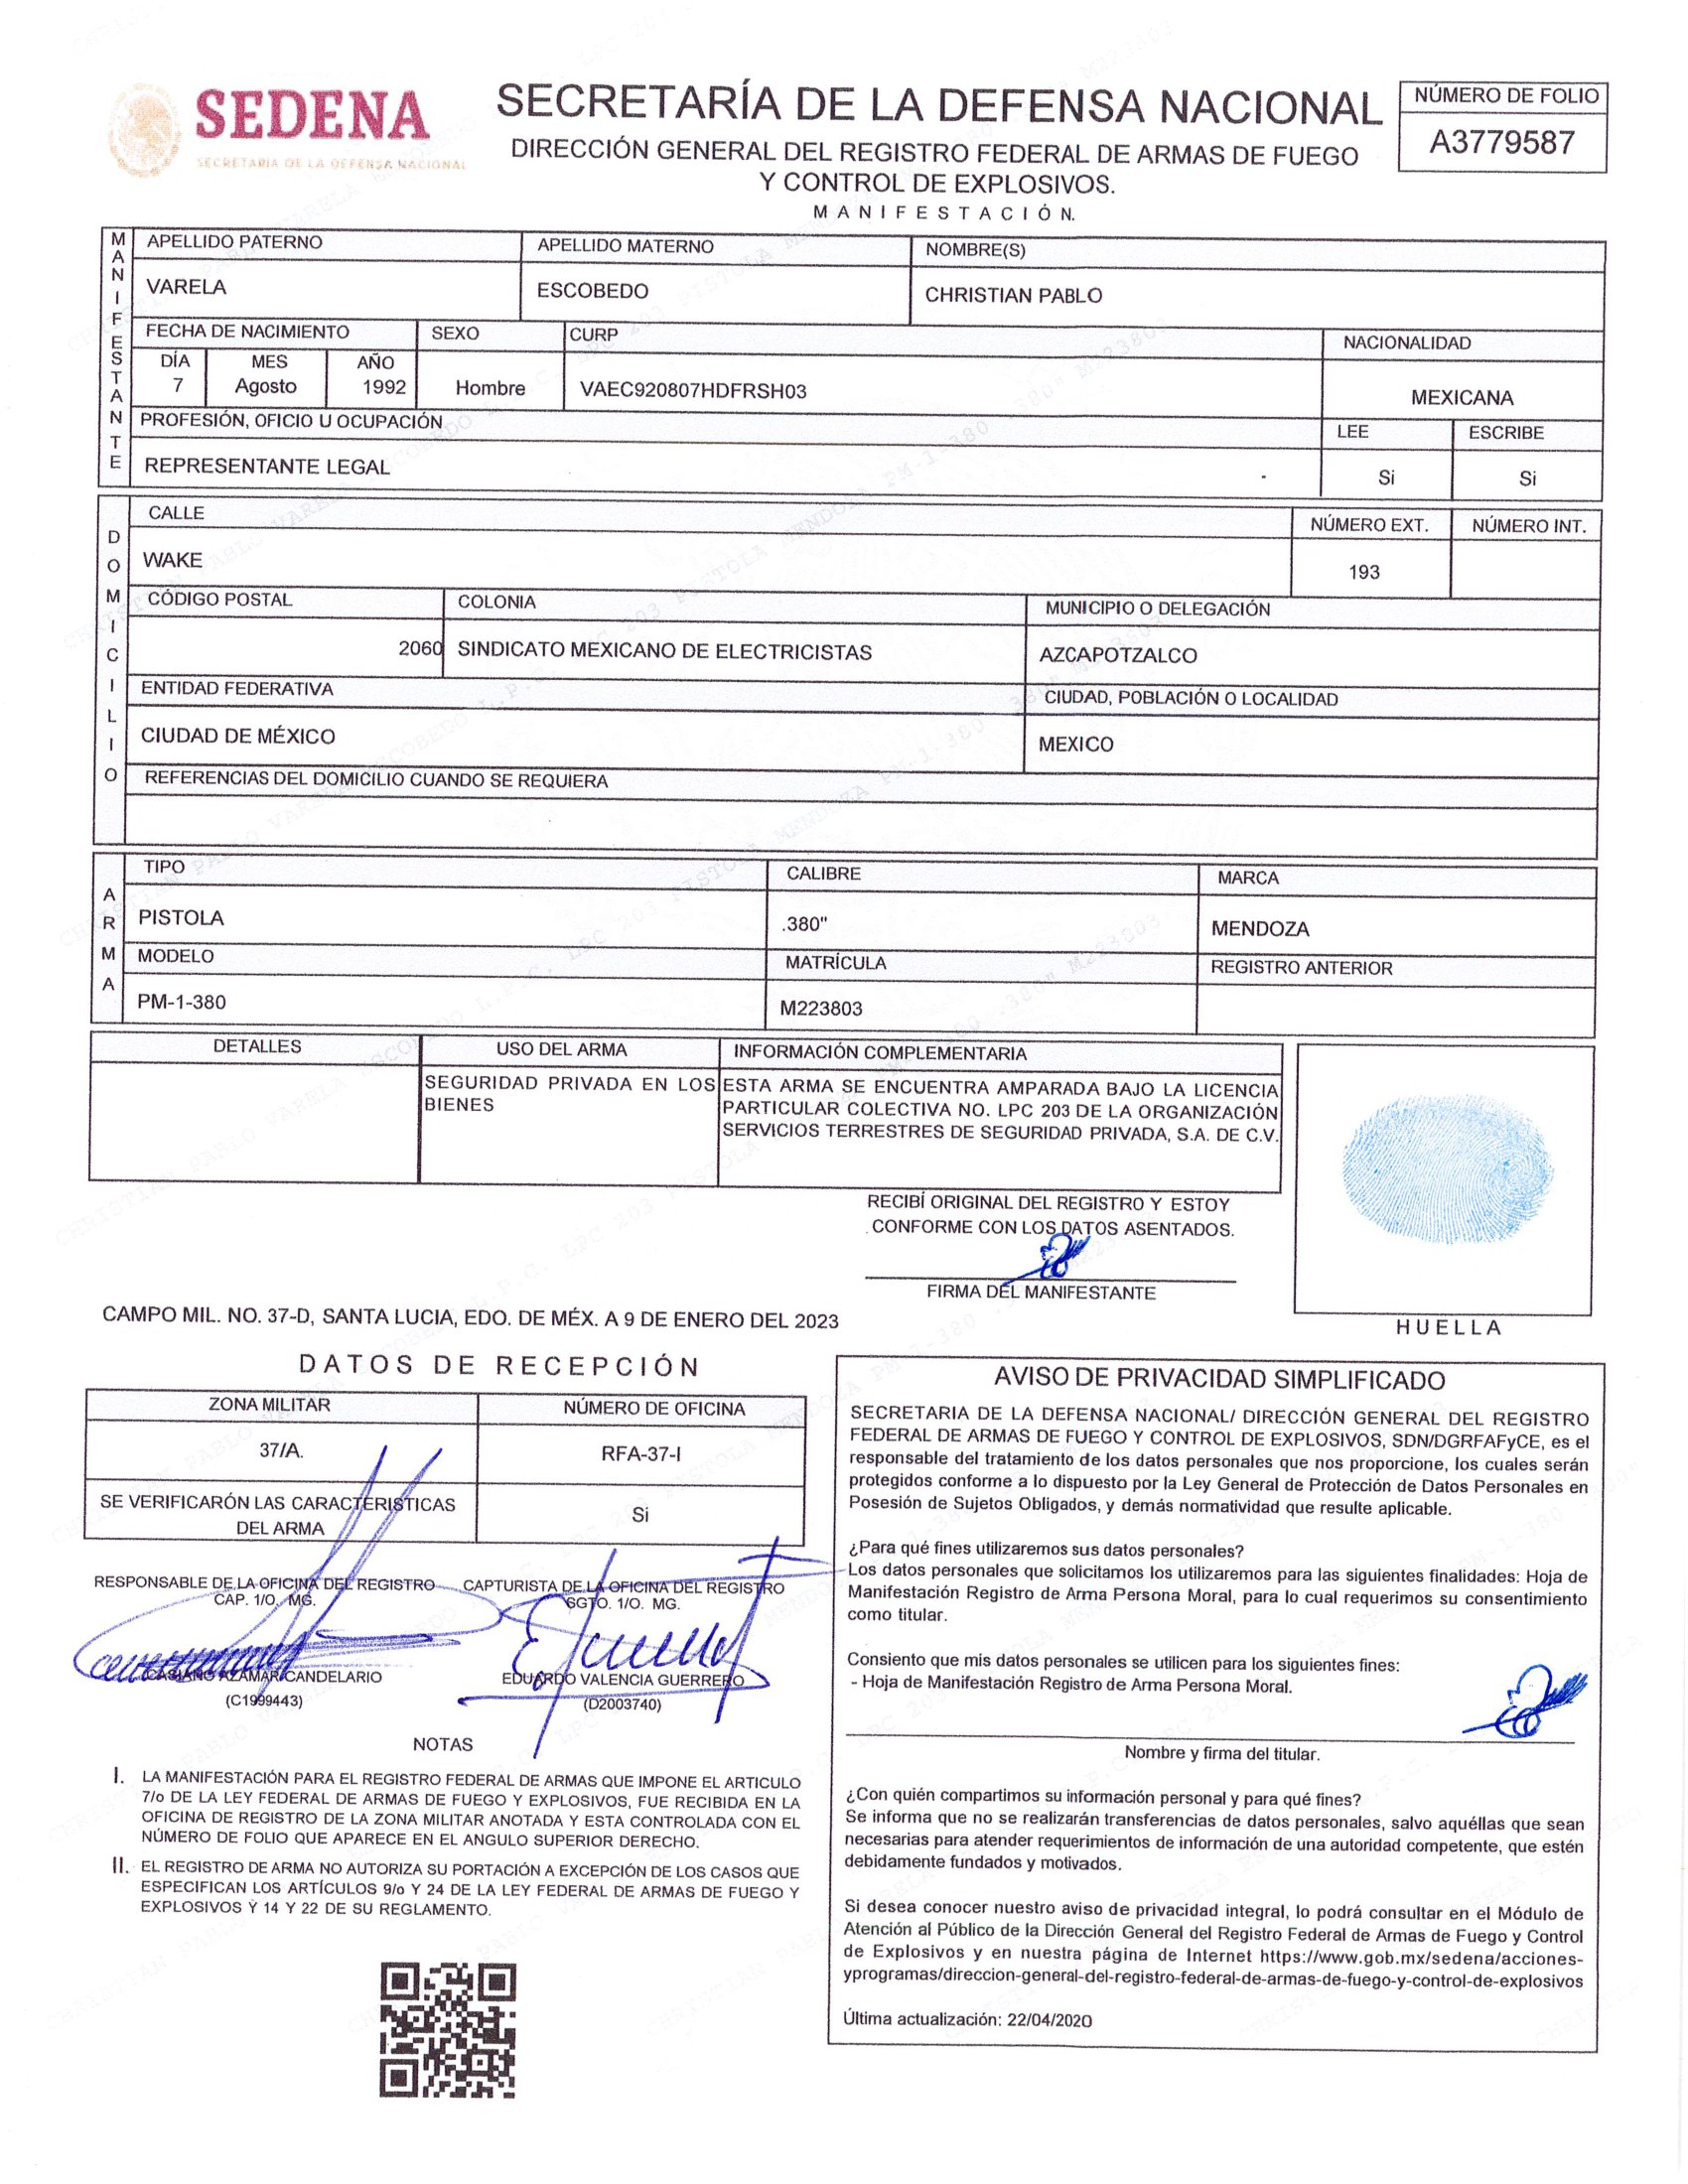 SEDENA
SECRETARÍA DE LA DEFENSA NACIONAL
SECRETARÍA DE LA DEFENSA NACIONAL
DIRECCIÓN GENERAL DEL REGISTRO FEDERAL DE ARMAS DE FUEGO
Y CONTROL DE EXPLOSIVOS.
MANIFESTACIÓN.
NÚMERO DE FOLIO
A3779587
MANIFESTANTE
APELLIDO PATERNO APELLIDO MATERNO NOMBRE(S)
VARELA ESCOBEDO CHRISTIAN PABLO
FECHA DE NACIMIENTO SEXO CURP NACIONALIDAD
DÍA MES AÑO
7 Agosto 1992 Hombre VAEC920807HDFRSH03 MEXICANA
PROFESIÓN, OFICIO U OCUPACIÓN LEE ESCRIBE
REPRESENTANTE LEGAL Si Si
DOMICILIO
CALLE NÚMERO EXT. NÚMERO INT.
WAKE 193
CÓDIGO POSTAL COLONIA MUNICIPIO O DELEGACIÓN
2060 SINDICATO MEXICANO DE ELECTRICISTAS AZCAPOTZALCO
ENTIDAD FEDERATIVA CIUDAD, POBLACIÓN O LOCALIDAD
CIUDAD DE MÉXICO MEXICO
REFERENCIAS DEL DOMICILIO CUANDO SE REQUIERA
ARMA
TIPO CALIBRE MARCA
PISTOLA .380" MENDOZA
MODELO MATRÍCULA REGISTRO ANTERIOR
PM-1-380 M223803
DETALLES USO DEL ARMA INFORMACIÓN COMPLEMENTARIA
SEGURIDAD PRIVADA EN LOS
BIENES
ESTA ARMA SE ENCUENTRA AMPARADA BAJO LA LICENCIA
PARTICULAR COLECTIVA NO. LPC 203 DE LA ORGANIZACIÓN
SERVICIOS TERRESTRES DE SEGURIDAD PRIVADA, S.A. DE C.V.
RECIBÍ ORIGINAL DEL REGISTRO Y ESTOY
CONFORME CON LOS DATOS ASENTADOS.
FIRMA DEL MANIFESTANTE
HUELLA
CAMPO MIL. NO. 37-D, SANTA LUCIA, EDO. DE MÉX. A 9 DE ENERO DEL 2023
DATOS DE RECEPCIÓN
ZONA MILITAR NÚMERO DE OFICINA
37/A. RFA-37-I
SE VERIFICARÓN LAS CARACTERISTICAS
DEL ARMA
Si
RESPONSABLE DE LA OFICINA DEL REGISTRO
CAP. 1/O. MG.
CASIANO AZAMAR CANDELARIO
(C1999443)
CAPTURISTA DE LA OFICINA DEL REGISTRO
SGTO. 1/O. MG.
EDUARDO VALENCIA GUERRERO
(D2003740)
NOTAS
I. LA MANIFESTACIÓN PARA EL REGISTRO FEDERAL DE ARMAS QUE IMPONE EL ARTICULO
7/o DE LA LEY FEDERAL DE ARMAS DE FUEGO Y EXPLOSIVOS, FUE RECIBIDA EN LA
OFICINA DE REGISTRO DE LA ZONA MILITAR ANOTADA Y ESTA CONTROLADA CON EL
NÚMERO DE FOLIO QUE APARECE EN EL ANGULO SUPERIOR DERECHO.
II. EL REGISTRO DE ARMA NO AUTORIZA SU PORTACIÓN A EXCEPCIÓN DE LOS CASOS QUE
ESPECIFICAN LOS ARTÍCULOS 9/o Y 24 DE LA LEY FEDERAL DE ARMAS DE FUEGO Y
EXPLOSIVOS Y 14 Y 22 DE SU REGLAMENTO.
AVISO DE PRIVACIDAD SIMPLIFICADO
SECRETARIA DE LA DEFENSA NACIONAL/ DIRECCIÓN GENERAL DEL REGISTRO
FEDERAL DE ARMAS DE FUEGO Y CONTROL DE EXPLOSIVOS, SDN/DGRFAFyCE, es el
responsable del tratamiento de los datos personales que nos proporcione, los cuales serán
protegidos conforme a lo dispuesto por la Ley General de Protección de Datos Personales en
Posesión de Sujetos Obligados, y demás normatividad que resulte aplicable.
¿Para qué fines utilizaremos sus datos personales?
Los datos personales que solicitamos los utilizaremos para las siguientes finalidades: Hoja de
Manifestación Registro de Arma Persona Moral, para lo cual requerimos su consentimiento
como titular.
Consiento que mis datos personales se utilicen para los siguientes fines:
- Hoja de Manifestación Registro de Arma Persona Moral.
Nombre y firma del titular.
¿Con quién compartimos su información personal y para qué fines?
Se informa que no se realizarán transferencias de datos personales, salvo aquéllas que sean
necesarias para atender requerimientos de información de una autoridad competente, que estén
debidamente fundados y motivados.
Si desea conocer nuestro aviso de privacidad integral, lo podrá consultar en el Módulo de
Atención al Público de la Dirección General del Registro Federal de Armas de Fuego y Control
de Explosivos y en nuestra página de Internet https://www.gob.mx/sedena/acciones-
yprogramas/direccion-general-del-registro-federal-de-armas-de-fuego-y-control-de-explosivos
Última actualización: 22/04/2020